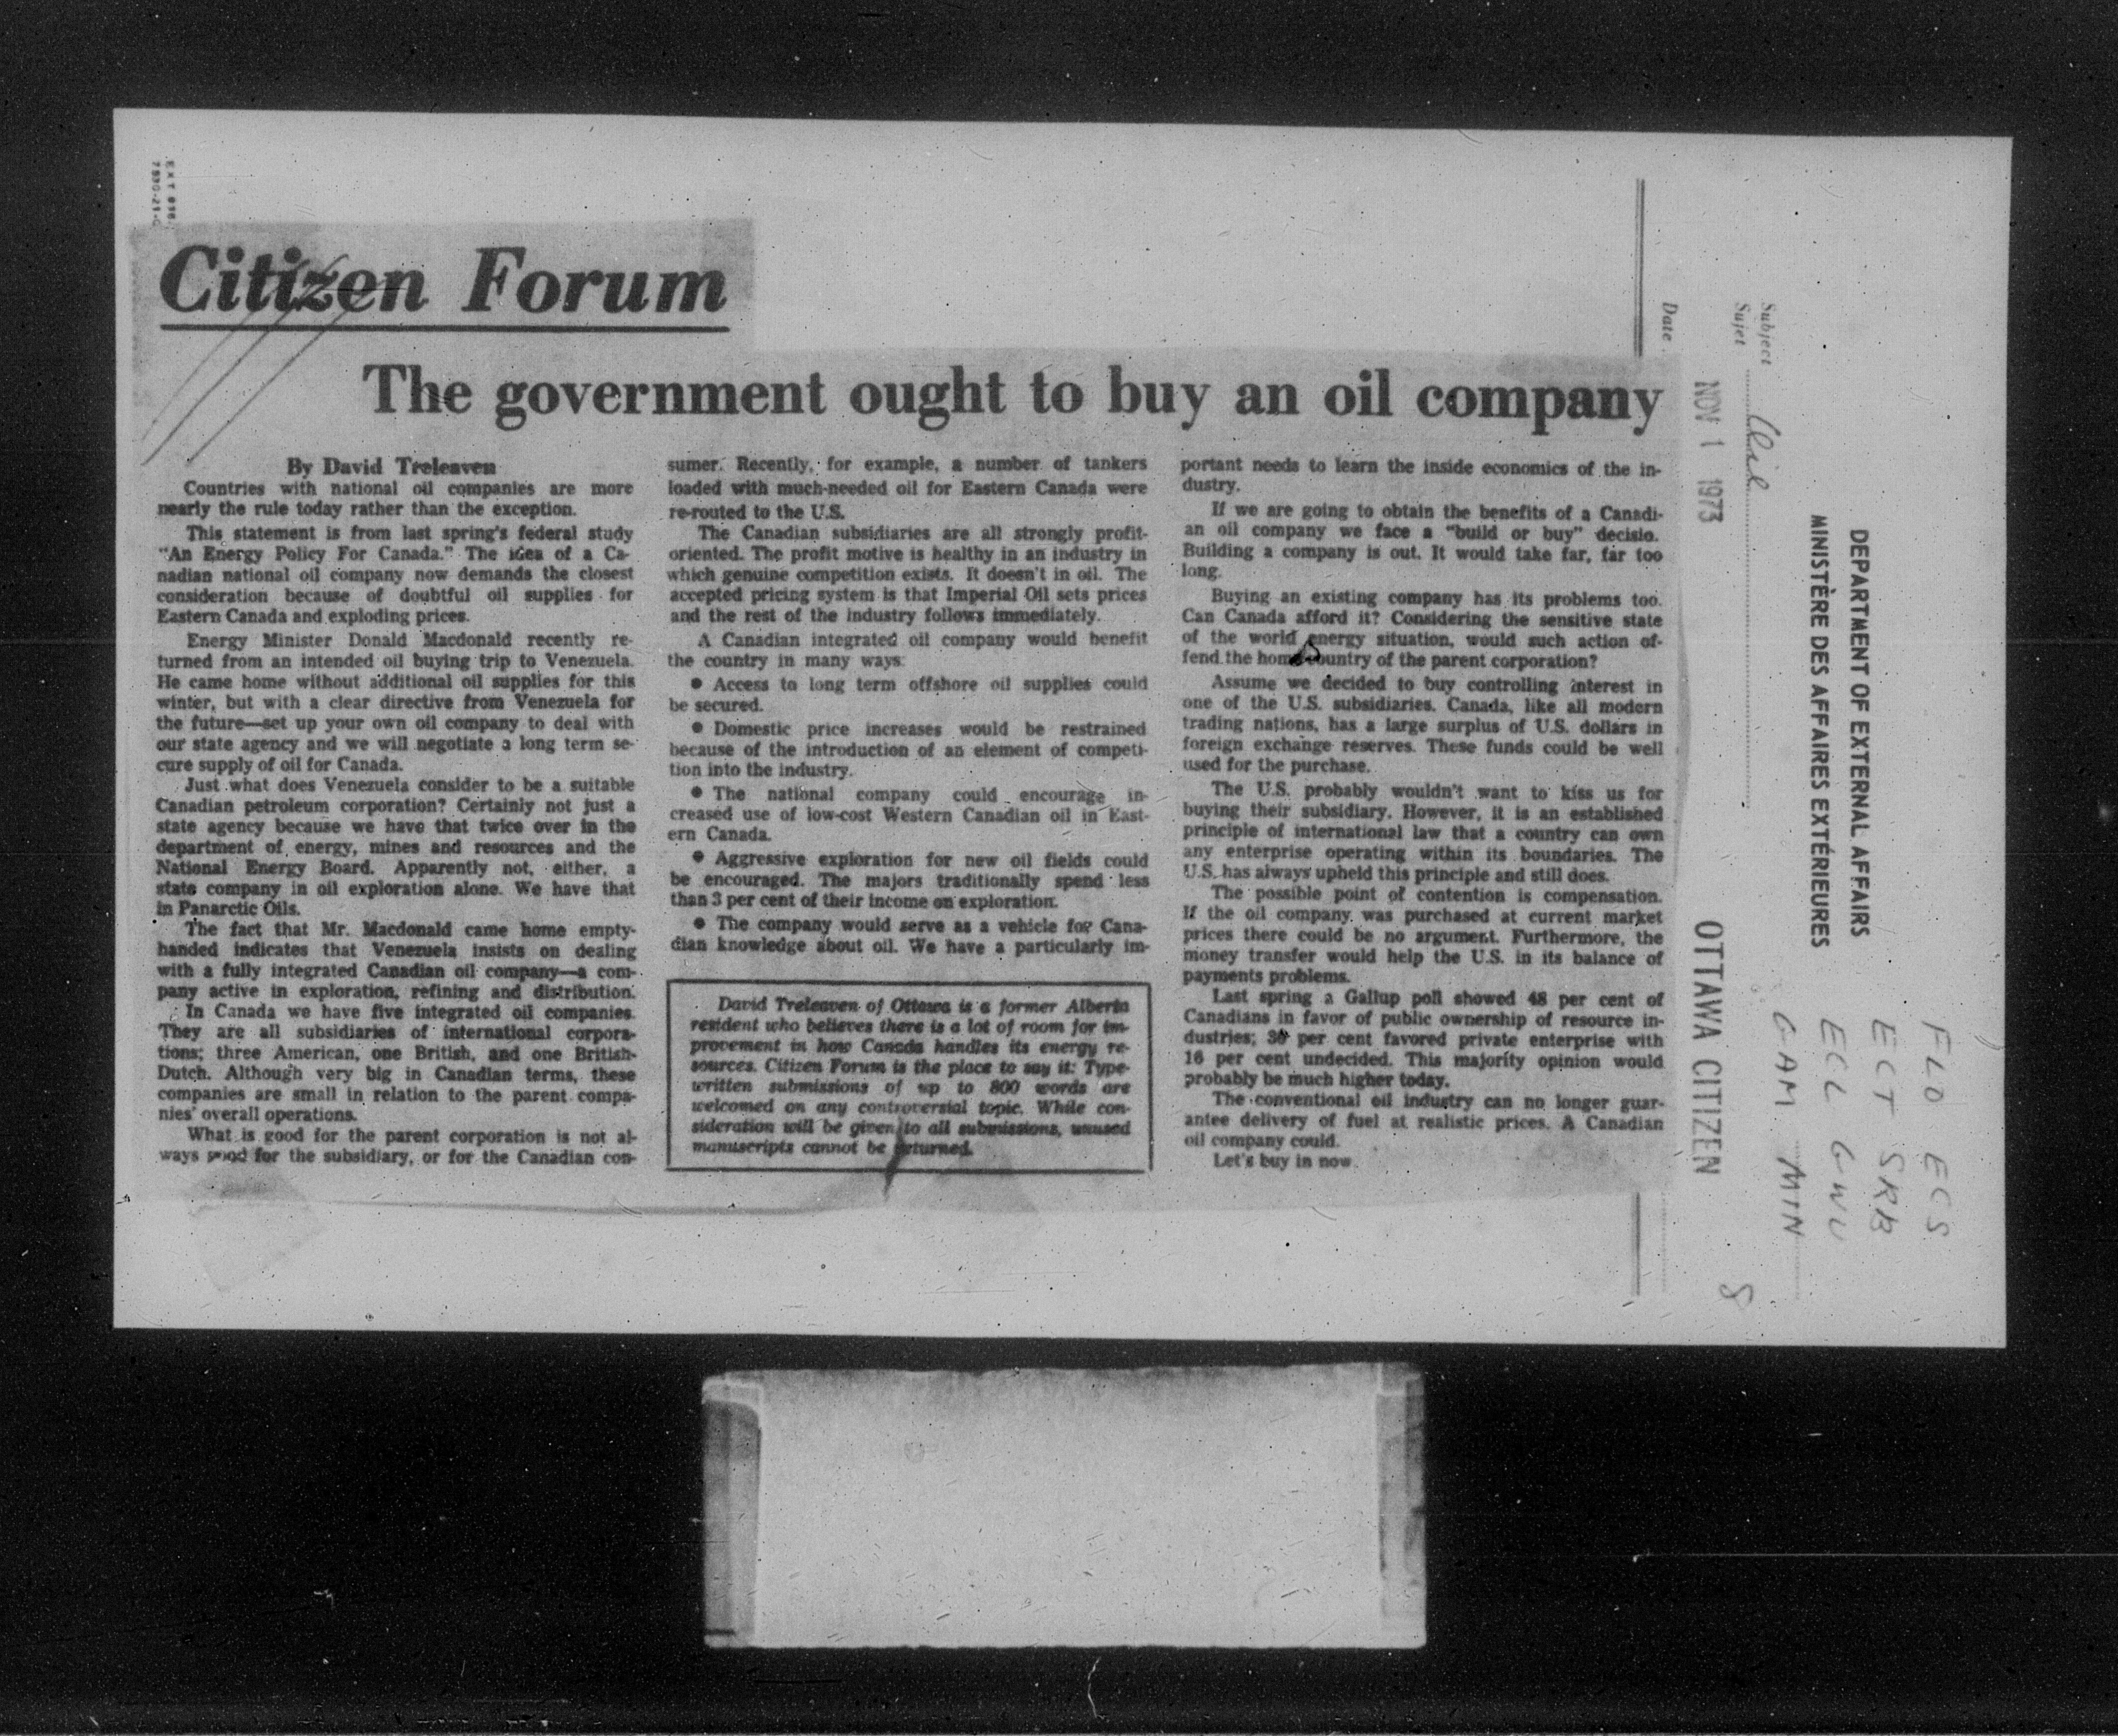 EXT 918
7530-21-
Citizen Forum
The government ought to buy an oil company
By David Treleaven
Countries with national oil companies are more
nearly the rule today rather than the exception.
This statement is from last spring's federal study
"An Energy Policy For Canada." The idea of a Ca-
nadian national oil company now demands the closest
consideration because of doubtful oil supplies for
Eastern Canada and exploding prices.
Energy Minister Donald Macdonald recently re-
turned from an intended oil buying trip to Venezuela.
He came home without additional oil supplies for this
winter, but with a clear directive from Venezuela for
the future—set up your own oil company to deal with
our state agency and we will negotiate a long term se-
cure supply of oil for Canada.
Just what does Venezuela consider to be a suitable
Canadian petroleum corporation? Certainly not just a
state agency because we have that twice over in the
department of energy, mines and resources and the
National Energy Board. Apparently not, either, a
state company in oil exploration alone. We have that
in Panarctic Oils.
The fact that Mr. Macdonald came home empty-
handed indicates that Venezuela insists on dealing
with a fully integrated Canadian oil company—a com-
pany active in exploration, refining and distribution.
In Canada we have five integrated oil companies.
They are all subsidiaries of international corpora-
tions; three American, one British, and one British-
Dutch. Although very big in Canadian terms, these
companies are small in relation to the parent compa-
nies' overall operations.
What is good for the parent corporation is not al-
ways good for the subsidiary, or for the Canadian con-
sumer. Recently, for example, a number of tankers
loaded with much-needed oil for Eastern Canada were
re-routed to the U.S.
The Canadian subsidiaries are all strongly profit-
oriented. The profit motive is healthy in an industry in
which genuine competition exists. It doesn't in oil. The
accepted pricing system is that Imperial Oil sets prices
and the rest of the industry follows immediately.
A Canadian integrated oil company would benefit
the country in many ways:
● Access to long term offshore oil supplies could
be secured.
● Domestic price increases would be restrained
because of the introduction of an element of competi-
tion into the industry.
● The national company could encourage in-
creased use of low-cost Western Canadian oil in East-
ern Canada.
● Aggressive exploration for new oil fields could
be encouraged. The majors traditionally spend less
than 3 per cent of their income on exploration.
● The company would serve as a vehicle for Cana-
dian knowledge about oil. We have a particularly im-
David Treleaven of Ottawa is a former Alberta
resident who believes there is a lot of room for im-
provement in how Canada handles its energy re-
sources. Citizen Forum is the place to say it: Type-
written submissions of up to 800 words are
welcomed on any controversial topic. While con-
sideration will be given to all submissions, unused
manuscripts cannot be returned.
portant needs to learn the inside economics of the in-
dustry.
If we are going to obtain the benefits of a Canadi-
an oil company we face a "build or buy" decisio.
Building a company is out. It would take far, far too
long.
Buying an existing company has its problems too.
Can Canada afford it? Considering the sensitive state
of the world energy situation, would such action of-
fend the home country of the parent corporation?
Assume we decided to buy controlling interest in
one of the U.S. subsidiaries. Canada, like all modern
trading nations, has a large surplus of U.S. dollars in
foreign exchange reserves. These funds could be well
used for the purchase.
The U.S. probably wouldn't want to kiss us for
buying their subsidiary. However, it is an established
principle of international law that a country can own
any enterprise operating within its boundaries. The
U.S. has always upheld this principle and still does.
The possible point of contention is compensation.
If the oil company was purchased at current market
prices there could be no argument. Furthermore, the
money transfer would help the U.S. in its balance of
payments problems.
Last spring a Gallup poll showed 48 per cent of
Canadians in favor of public ownership of resource in-
dustries; per cent favored private enterprise with
16 per cent undecided. This majority opinion would
probably be much higher today.
The conventional oil industry can no longer guar-
antee delivery of fuel at realistic prices. A Canadian
oil company could.
Let's buy in now.
DEPARTMENT OF EXTERNAL AFFAIRS
MINISTÈRE DES AFFAIRES EXTÉRIEURES
Subject
Sujet
Oil
Date
NOV 1 1973
OTTAWA CITIZEN
FLO ECS
ECT SRB
ECL GWU
GAM MIN
8